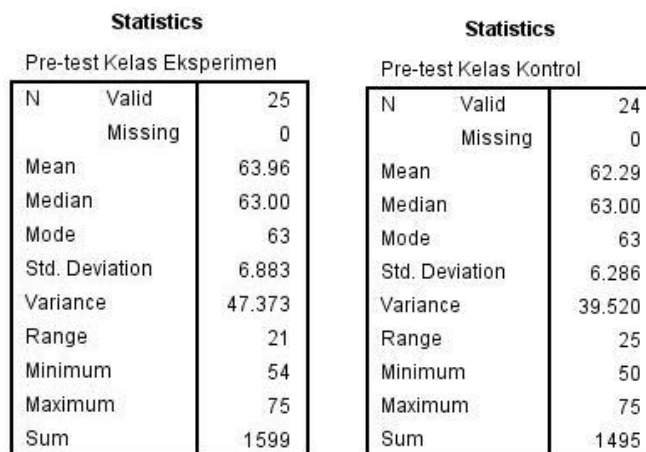 Statistics
Pre-test Kelas Eksperimen
N Valid 25
Missing 0
Mean 63.96
Median 63.00
Mode 63
Std. Deviation 6.883
Variance 47.373
Range 21
Minimum 54
Maximum 75
Sum 1599
Statistics
Pre-test Kelas Kontrol
N Valid 24
Missing 0
Mean 62.29
Median 63.00
Mode 63
Std. Deviation 6.286
Variance 39.520
Range 25
Minimum 50
Maximum 75
Sum 1495